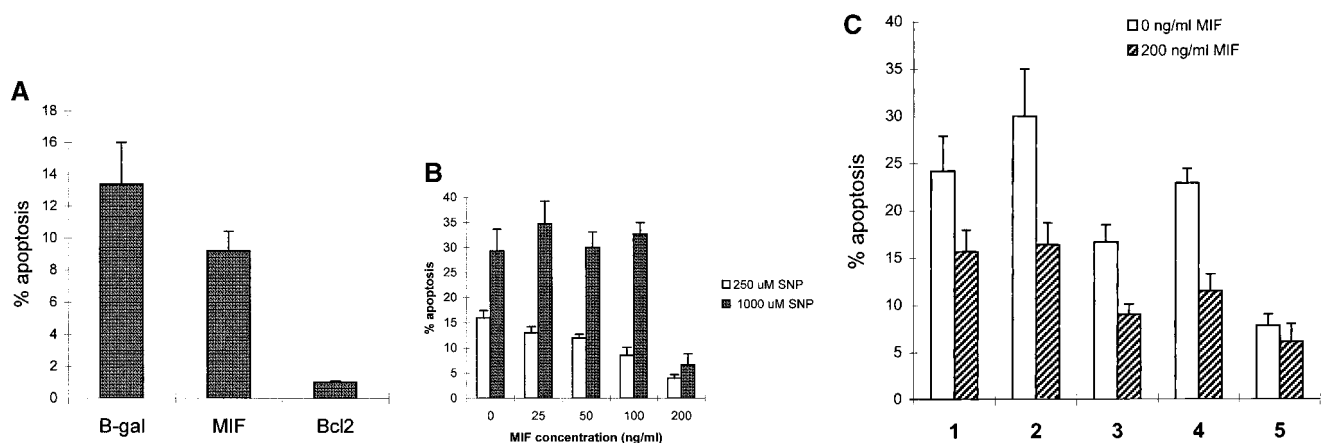 A
% apoptosis
18
16
14
12
10
8
6
4
2
0
B-gal MIF Bcl2
B
% apoptosis
40
35
30
25
20
15
10
5
0
0 25 50 100 200
MIF concentration (ng/ml)
250 uM SNP
1000 uM SNP
C
% apoptosis
40
35
30
25
20
15
10
5
0
1 2 3 4 5
0 ng/ml MIF
200 ng/ml MIF